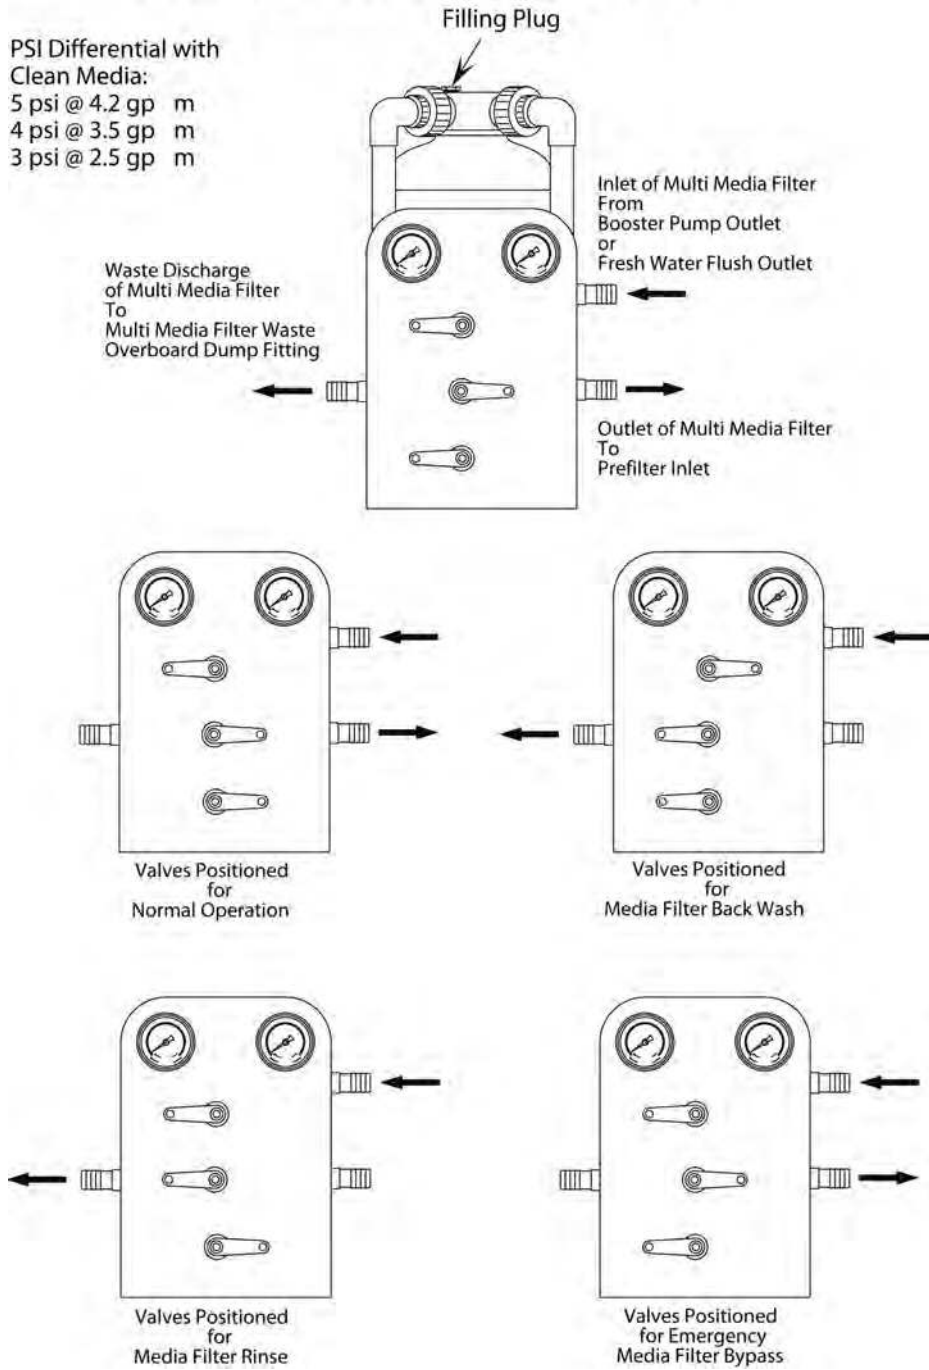 Filling Plug
PSI Differential with
Clean Media:
5 psi @ 4.2 gp m
4 psi @ 3.5 gp m
3 psi @ 2.5 gp m
Inlet of Multi Media Filter
From
Booster Pump Outlet
or
Fresh Water Flush Outlet
Waste Discharge
of Multi Media Filter
To
Multi Media Filter Waste
Overboard Dump Fitting
Outlet of Multi Media Filter
To
Prefilter Inlet
Valves Positioned
for
Normal Operation
Valves Positioned
for
Media Filter Back Wash
Valves Positioned
for
Media Filter Rinse
Valves Positioned
for Emergency
Media Filter Bypass